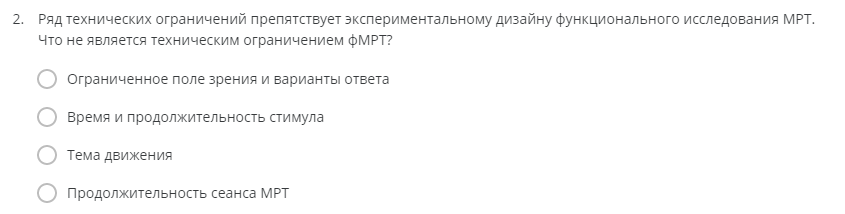 2. Ряд технических ограничений препятствует экспериментальному дизайну функционального исследования МРТ.
Что не является техническим ограничением фМРТ?
Ограниченное поле зрения и варианты ответа
Время и продолжительность стимула
Тема движения
Продолжительность сеанса МРТ